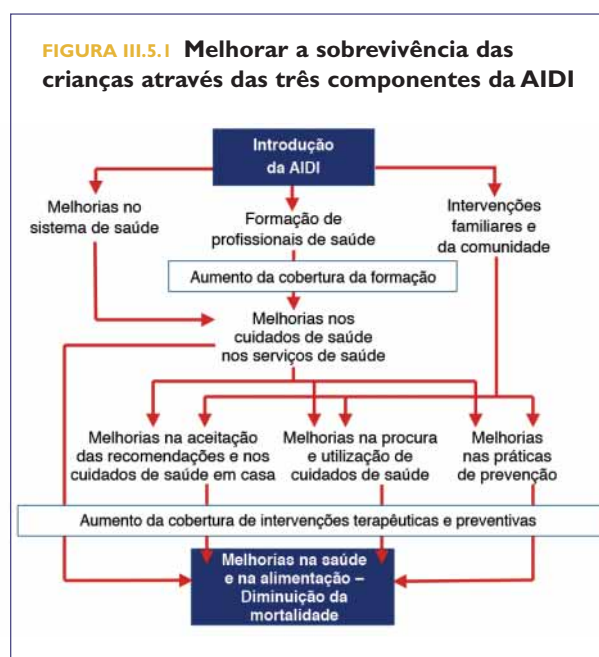 FIGURA III.5.1 Melhorar a sobrevivência das
crianças através das três componentes da AIDI
Introdução
da AIDI
Melhorias no
sistema de saúde
Formação de
profissionais de saúde
Intervenções
familiares e
da comunidade
Aumento da cobertura da formação
Melhorias nos
cuidados de saúde
nos serviços de saúde
Melhorias na aceitação
das recomendações e nos
cuidados de saúde em casa
Melhorias na procura
e utilização de
cuidados de saúde
Melhorias
nas práticas
de prevenção
Aumento da cobertura de intervenções terapêuticas e preventivas
Melhorias na saúde
e na alimentação –
Diminuição da
mortalidade